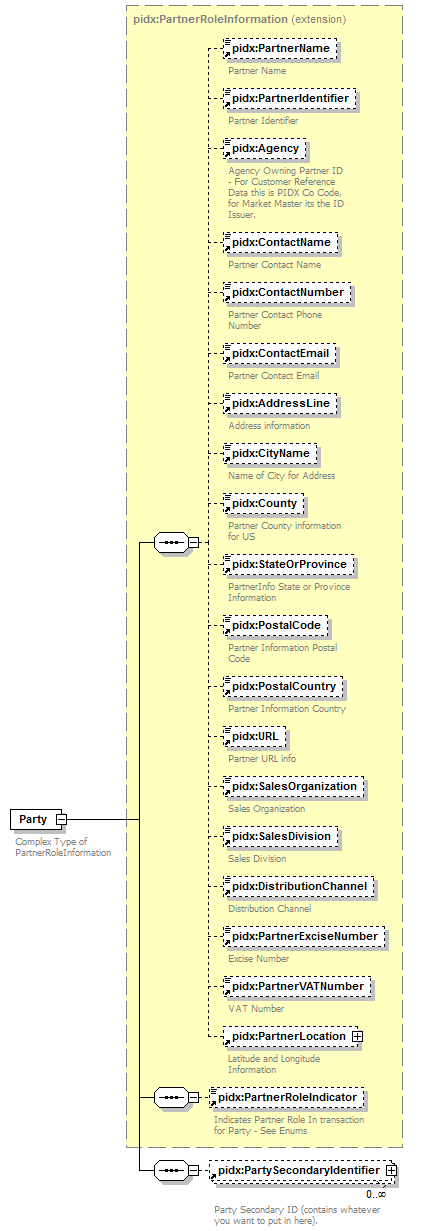 pidx:PartnerRoleInformation (extension)
pidx:PartnerName
Partner Name
pidx:PartnerIdentifier
Partner Identifier
pidx:Agency
Agency Owning Partner ID
- For Customer Reference
Data this is PIDX Co Code,
for Market Master its the ID
Issuer.
pidx:ContactName
Partner Contact Name
pidx:ContactNumber
Partner Contact Phone
Number
pidx:ContactEmail
Partner Contact Email
pidx:AddressLine
Address information
pidx:CityName
Name of City for Address
pidx:County
Partner County information
for US
pidx:StateOrProvince
PartnerInfo State or Province
Information
pidx:PostalCode
Partner Information Postal
Code
pidx:PostalCountry
Partner Information Country
pidx:URL
Partner URL info
pidx:SalesOrganization
Sales Organization
Party
Complex Type of
PartnerRoleInformation
pidx:SalesDivision
Sales Division
pidx:DistributionChannel
Distribution Channel
pidx:PartnerExciseNumber
Excise Number
pidx:PartnerVATNumber
VAT Number
pidx:PartnerLocation
Latitude and Longitude
Information
pidx:PartnerRoleIndicator
Indicates Partner Role In transaction
for Party - See Enums
pidx:PartySecondaryIdentifier
0..∞
Party Secondary ID (contains whatever
you want to put in here).